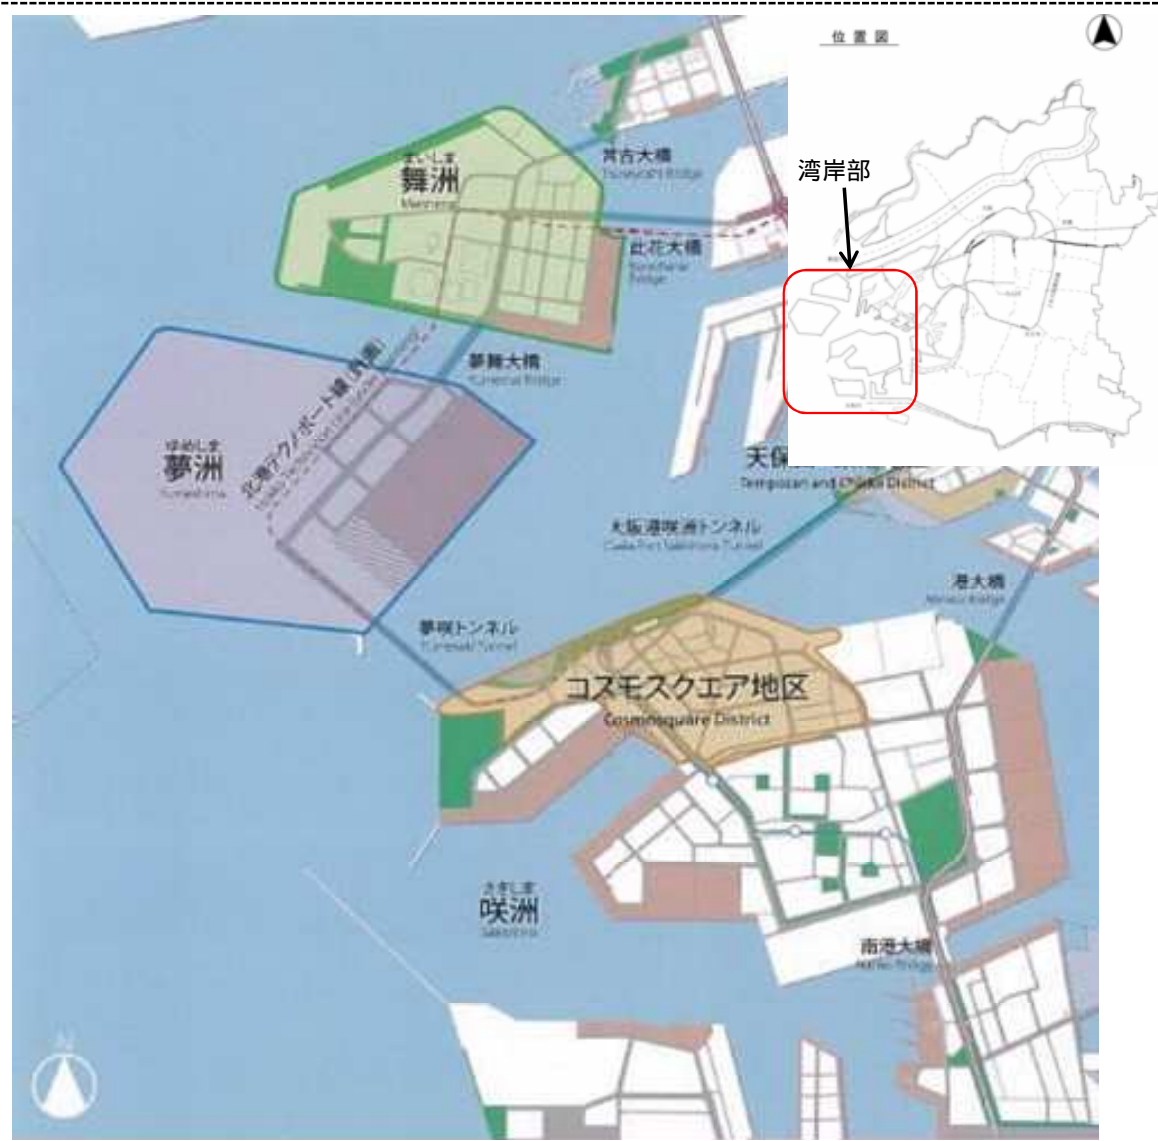 位置図
湾岸部
常吉大橋
Tsuneyoshi Bridge
まいしま
舞洲
Maishima
此花大橋
Konohana
Bridge
夢舞大橋
Yumemai Bridge
北港テクノポート線(計画)
ゆめしま
夢洲
Yumeshima
天保
Tempozan and Chikko District
大阪港咲洲トンネル
Osaka Port Sakishima Tunnel
港大橋
Minato Bridge
夢咲トンネル
Yumesaki Tunnel
コスモスクエア地区
Cosmosquare District
さきしま
咲洲
Sakishima
南港大橋
Nanko Bridge
N